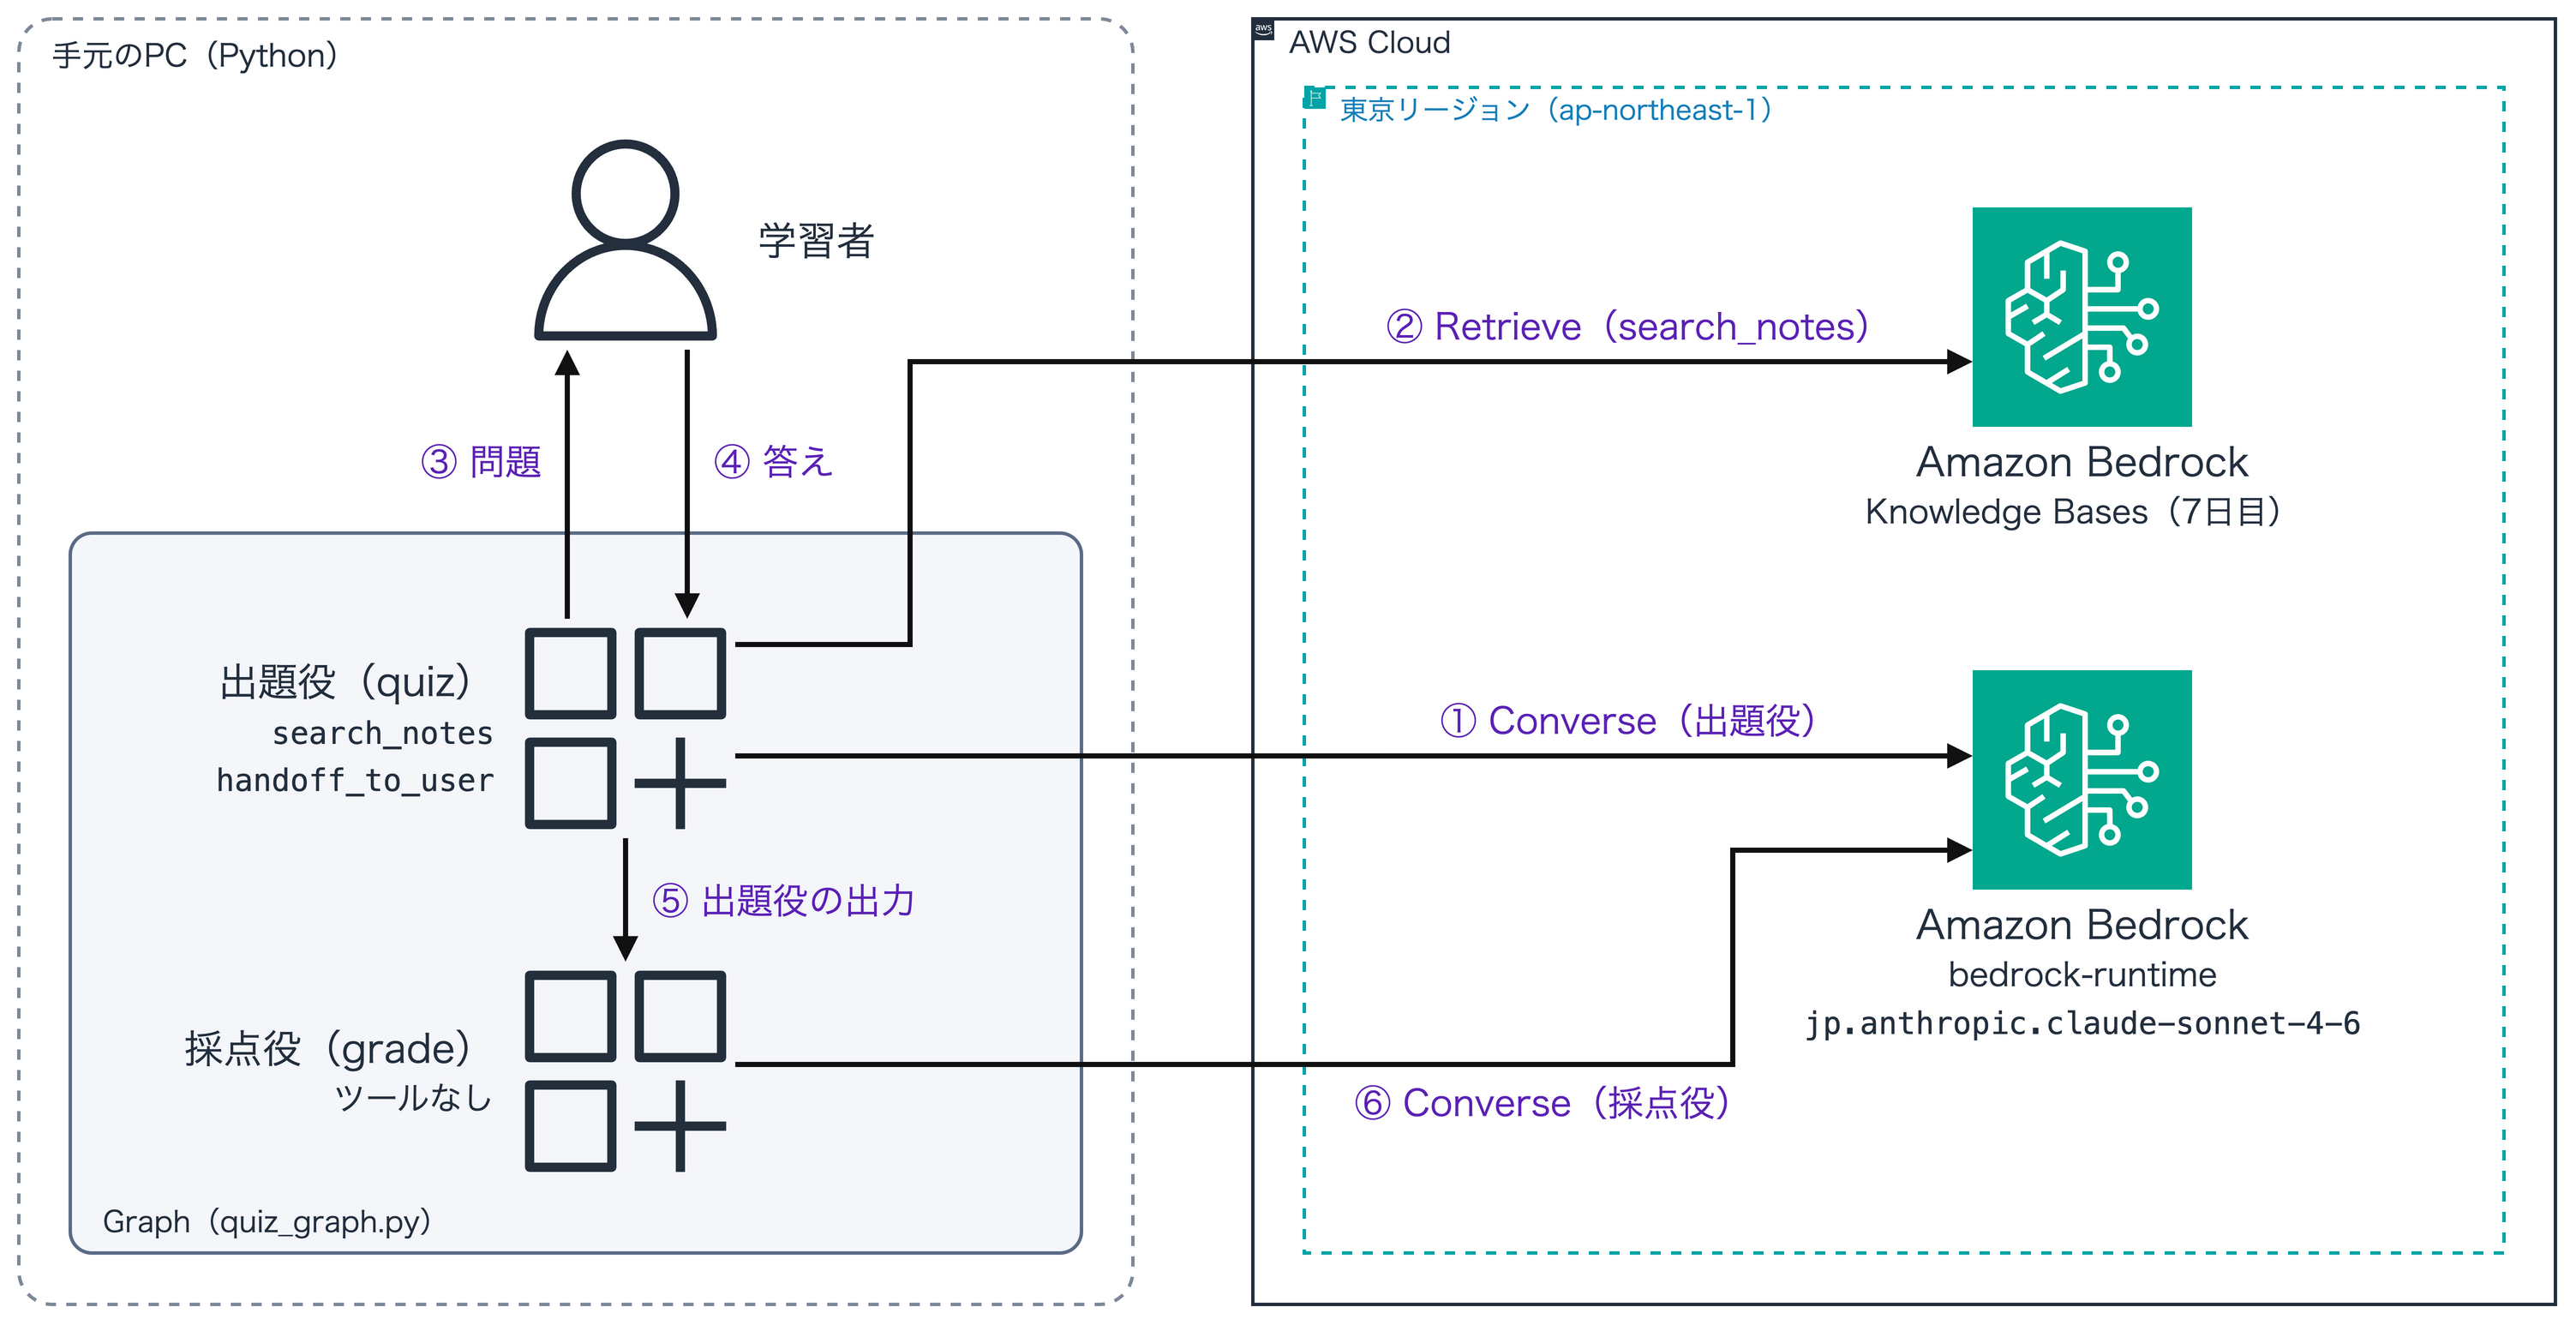 手元のPC（Python）
学習者
③ 問題
④ 答え
出題役（quiz）
search_notes
handoff_to_user
⑤ 出題役の出力
採点役（grade）
ツールなし
Graph（quiz_graph.py）
aws
AWS Cloud
東京リージョン（ap-northeast-1）
② Retrieve（search_notes）
Amazon Bedrock
Knowledge Bases（7日目）
① Converse（出題役）
Amazon Bedrock
bedrock-runtime
jp.anthropic.claude-sonnet-4-6
⑥ Converse（採点役）